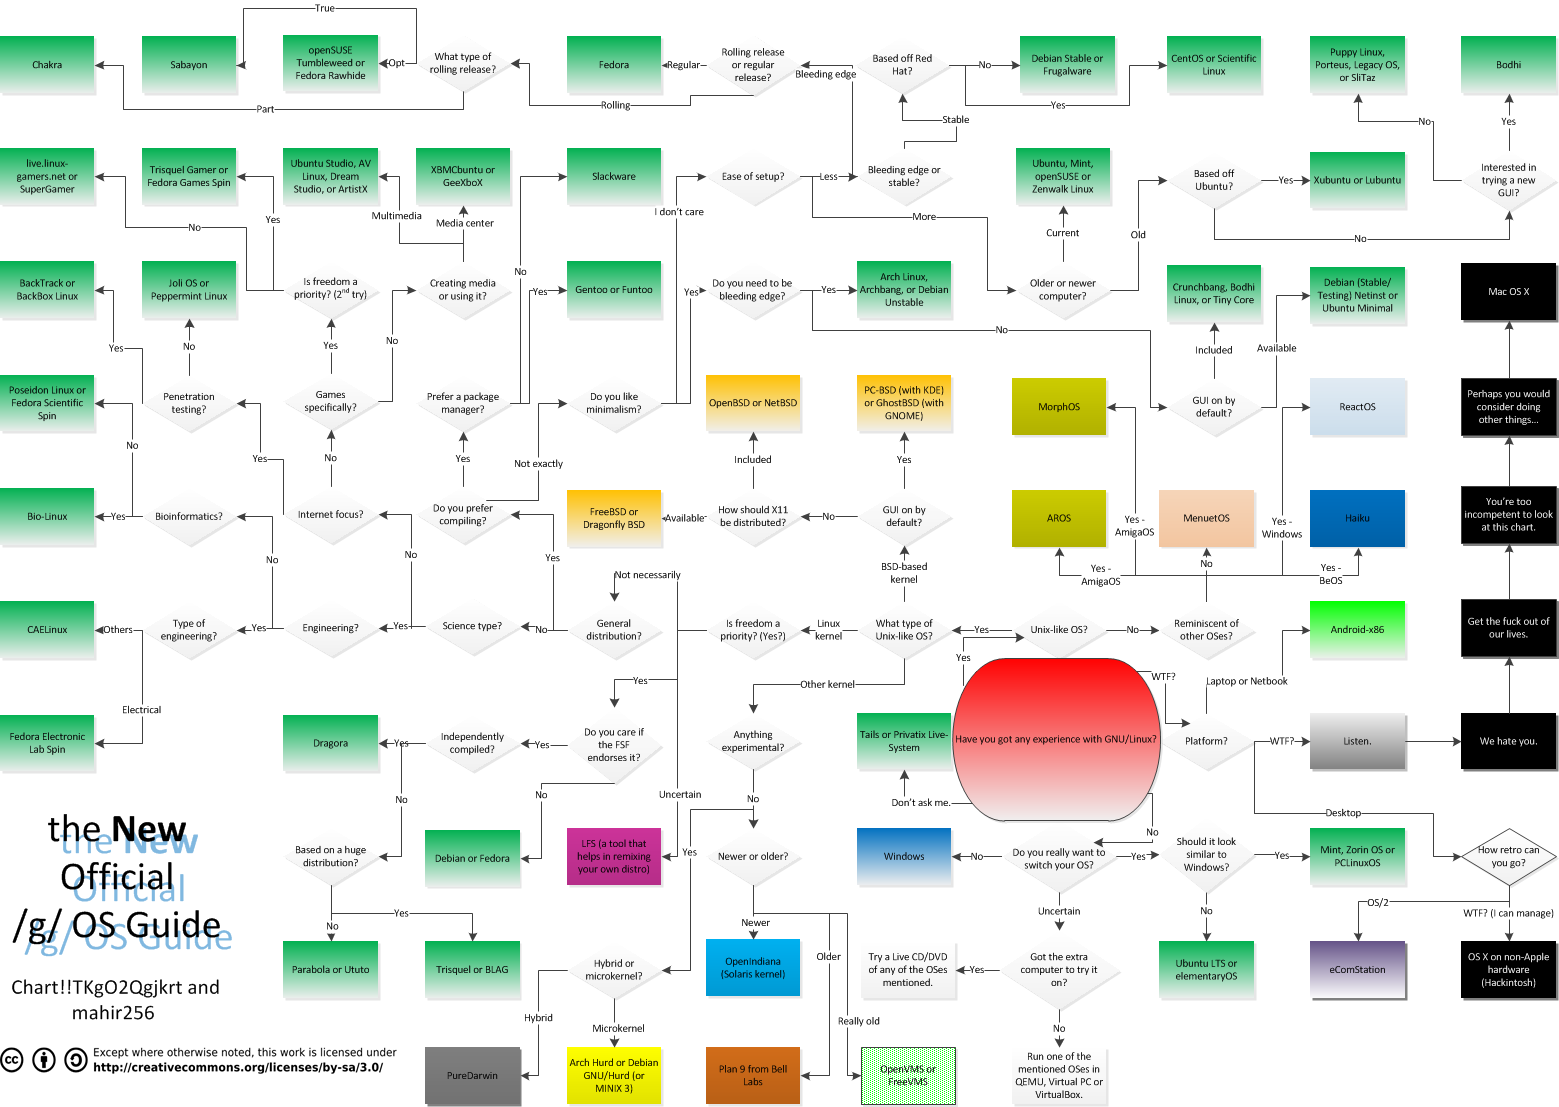 True
Chakra
Sabayon
openSUSE
Tumbleweed or
Fedora Rawhide
Opt
What type of
rolling release?
Fedora
Regular
Rolling release
or regular
release?
Bleeding edge
Based off Red
Hat?
No
Debian Stable or
Frugalware
CentOS or Scientific
Linux
Puppy Linux,
Porteus, Legacy OS,
or SliTaz
Bodhi
Part
Rolling
Yes
Stable
No
Yes
live.linux-
gamers.net or
SuperGamer
Trisquel Gamer or
Fedora Games Spin
Ubuntu Studio, AV
Linux, Dream
Studio, or ArtistX
XBMCbuntu or
GeeXboX
Slackware
Ease of setup?
Less
Bleeding edge or
stable?
Ubuntu, Mint,
openSUSE or
Zenwalk Linux
Based off
Ubuntu?
Yes
Xubuntu or Lubuntu
Interested in
trying a new
GUI?
No
Yes
Multimedia
Media center
I don't care
More
Current
Old
No
BackTrack or
BackBox Linux
Joli OS or
Peppermint Linux
Is freedom a
priority? (2nd try)
Creating media
or using it?
No
Yes
Gentoo or Funtoo
Yes
Do you need to be
bleeding edge?
Yes
Arch Linux,
Archbang, or Debian
Unstable
Older or newer
computer?
Crunchbang, Bodhi
Linux, or Tiny Core
Debian (Stable/
Testing) Netinst or
Ubuntu Minimal
Mac OS X
Yes
No
Yes
No
No
Included
Available
Poseidon Linux or
Fedora Scientific
Spin
Penetration
testing?
Games
specifically?
Prefer a package
manager?
Do you like
minimalism?
OpenBSD or NetBSD
PC-BSD (with KDE)
or GhostBSD (with
GNOME)
MorphOS
GUI on by
default?
ReactOS
Perhaps you would
consider doing
other things...
No
Yes
No
Yes
Not exactly
Included
Yes
Bio-Linux
Yes
Bioinformatics?
Internet focus?
Do you prefer
compiling?
FreeBSD or
Dragonfly BSD
Available
How should X11
be distributed?
No
GUI on by
default?
AROS
Yes -
AmigaOS
MenuetOS
Yes -
Windows
Haiku
You're too
incompetent to look
at this chart.
No
No
Yes
Not necessarily
BSD-based
kernel
Yes -
AmigaOS
No
Yes -
BeOS
CAELinux
Others
Type of
engineering?
Yes
Engineering?
Yes
Science type?
No
General
distribution?
Is freedom a
priority? (Yes?)
Linux
kernel
What type of
Unix-like OS?
Yes
Unix-like OS?
No
Reminiscent of
other OSes?
Android-x86
Get the fuck out of
our lives.
Yes
Yes
Other kernel
WTF?
Laptop or Netbook
Electrical
Fedora Electronic
Lab Spin
Dragora
Yes
Independently
compiled?
Yes
Do you care if
the FSF
endorses it?
Anything
experimental?
Tails or Privatix Live-
System
Have you got any experience with GNU/Linux?
Platform?
WTF?
Listen.
We hate you.
No
No
Uncertain
No
Don't ask me.
Desktop
the New
Official
/g/ OS Guide
Based on a huge
distribution?
Debian or Fedora
LFS (a tool that
helps in remixing
your own distro)
Yes
Newer or older?
Windows
No
Do you really want to
switch your OS?
No
Yes
Should it look
similar to
Windows?
Yes
Mint, Zorin OS or
PCLinuxOS
How retro can
you go?
No
Yes
Newer
Older
Uncertain
No
OS/2
WTF? (I can manage)
Parabola or Ututo
Trisquel or BLAG
Hybrid or
microkernel?
OpenIndiana
(Solaris kernel)
Try a Live CD/DVD
of any of the OSes
mentioned.
Yes
Got the extra
computer to try it
on?
Ubuntu LTS or
elementaryOS
eComStation
OS X on non-Apple
hardware
(Hackintosh)
Chart!!TKgO2Qgjkrt and
mahir256
Hybrid
Microkernel
Really old
No
Except where otherwise noted, this work is licensed under
http://creativecommons.org/licenses/by-sa/3.0/
PureDarwin
Arch Hurd or Debian
GNU/Hurd (or
MINIX 3)
Plan 9 from Bell
Labs
OpenVMS or
FreeVMS
Run one of the
mentioned OSes in
QEMU, Virtual PC or
VirtualBox.